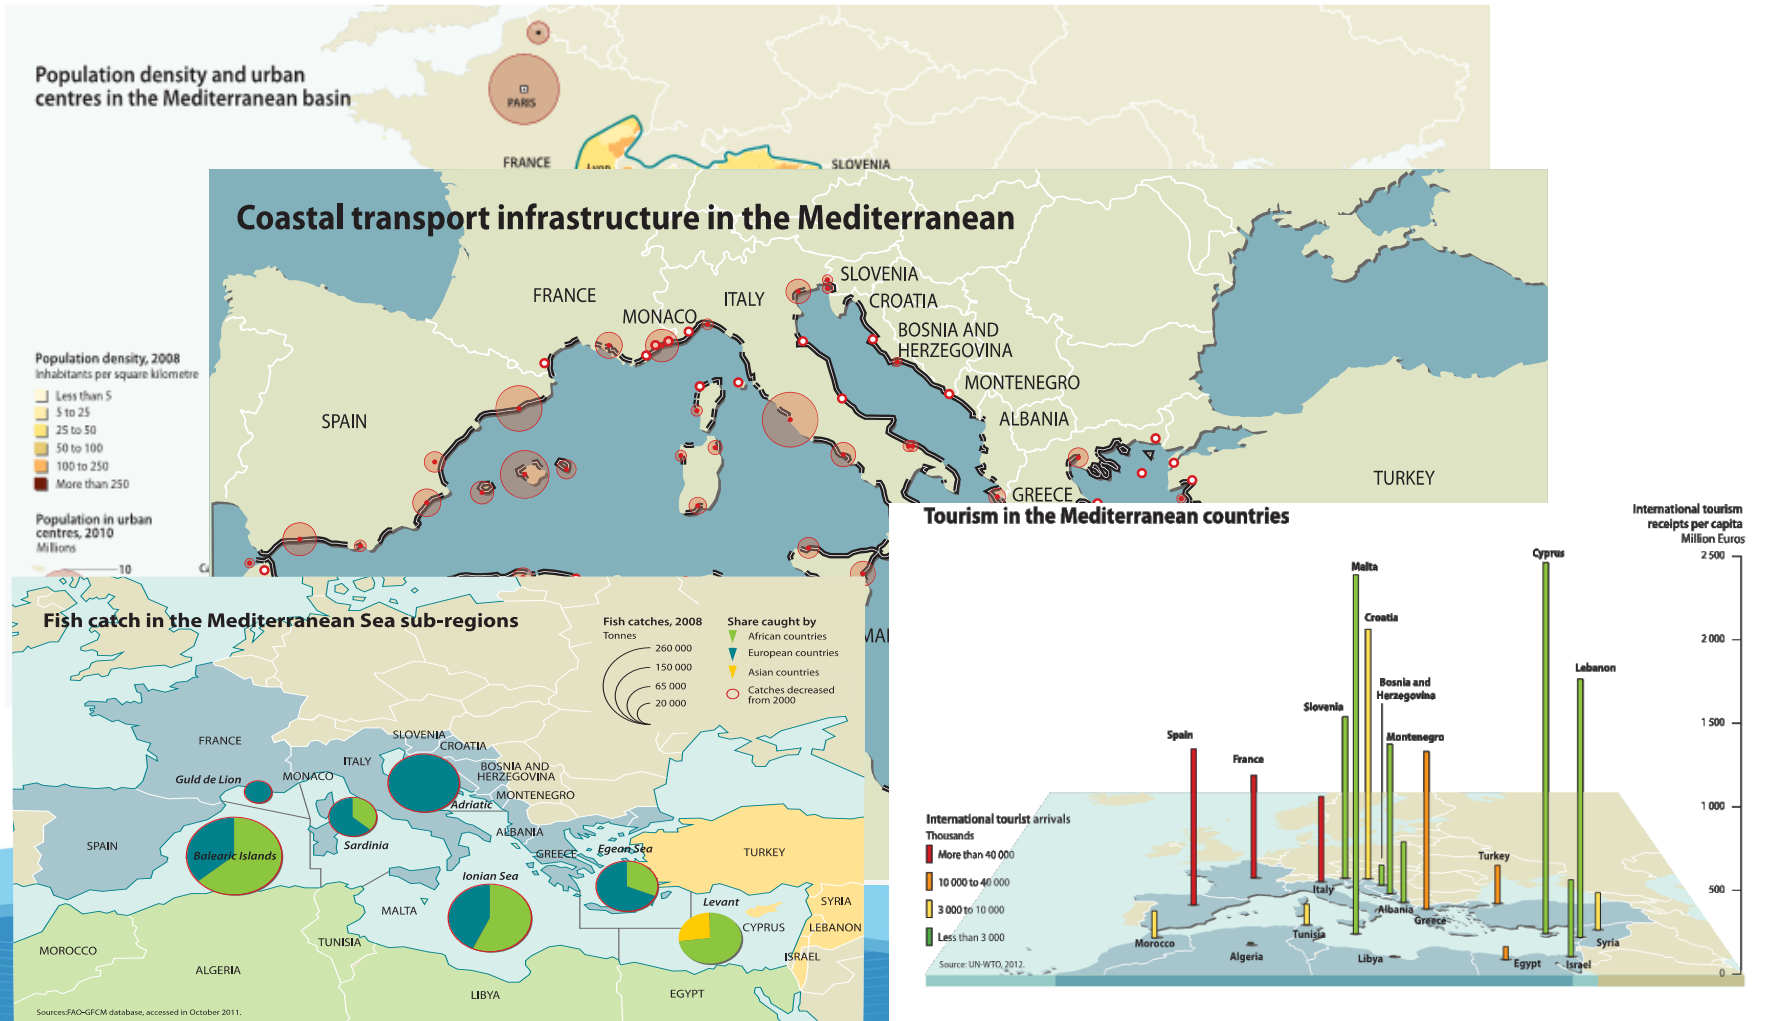 Population density and urban
centres in the Mediterranean basin
PARIS
FRANCE
Lyon
SLOVENIA
Population density, 2008
Inhabitants per square kilometre
Less than 5
5 to 25
25 to 50
50 to 100
100 to 250
More than 250
Population in urban
centres, 2010
Millions
10
Coastal transport infrastructure in the Mediterranean
SLOVENIA
FRANCE
ITALY
CROATIA
MONACO
BOSNIA AND
HERZEGOVINA
MONTENEGRO
SPAIN
ALBANIA
TURKEY
GREECE
Fish catch in the Mediterranean Sea sub-regions
Fish catches, 2008
Tonnes
260 000
150 000
65 000
20 000
Share caught by
African countries
European countries
Asian countries
Catches decreased
from 2000
FRANCE
SLOVENIA
CROATIA
ITALY
BOSNIA AND
HERZEGOVINA
Guld de Lion
MONACO
MONTENEGRO
Adriatic
ALBANIA
SPAIN
Sardinia
Balearic Islands
GREECE
Egean Sea
TURKEY
Ionian Sea
Levant
SYRIA
MALTA
CYPRUS
LEBANON
TUNISIA
MOROCCO
ISRAEL
ALGERIA
LIBYA
EGYPT
Sources:FAO-GFCM database, accessed in October 2011.
Tourism in the Mediterranean countries
International tourism
receipts per capita
Million Euros
2 500
2 000
1 500
1 000
500
0
Cyprus
Malta
Croatia
Lebanon
Bosnia and
Herzegovina
Slovenia
Montenegro
Spain
France
International tourist arrivals
Thousands
More than 40 000
10 000 to 40 000
3 000 to 10 000
Less than 3 000
Turkey
Italy
Albania
Greece
Tunisia
Morocco
Syria
Algeria
Libya
Egypt
Israel
Source: UN-WTO, 2012.